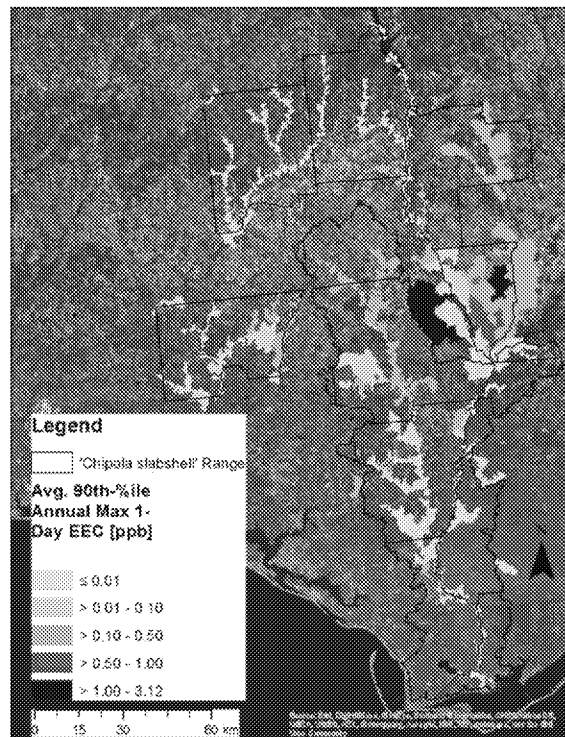 Legend
'Chipola slabshell' Range
Avg. 90th-%ile
Annual Max 1-
Day EEC [ppb]
≤ 0.01
> 0.01 - 0.10
> 0.10 - 0.50
> 0.50 - 1.00
> 1.00 - 3.12
0 15 30 60 km